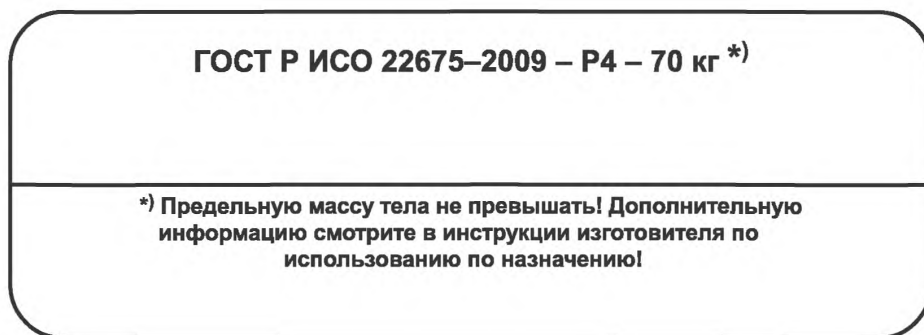 ГОСТ Р ИСО 22675–2009 – Р4 – 70 кг *)
*) Предельную массу тела не превышать! Дополнительную
информацию смотрите в инструкции изготовителя по
использованию по назначению!